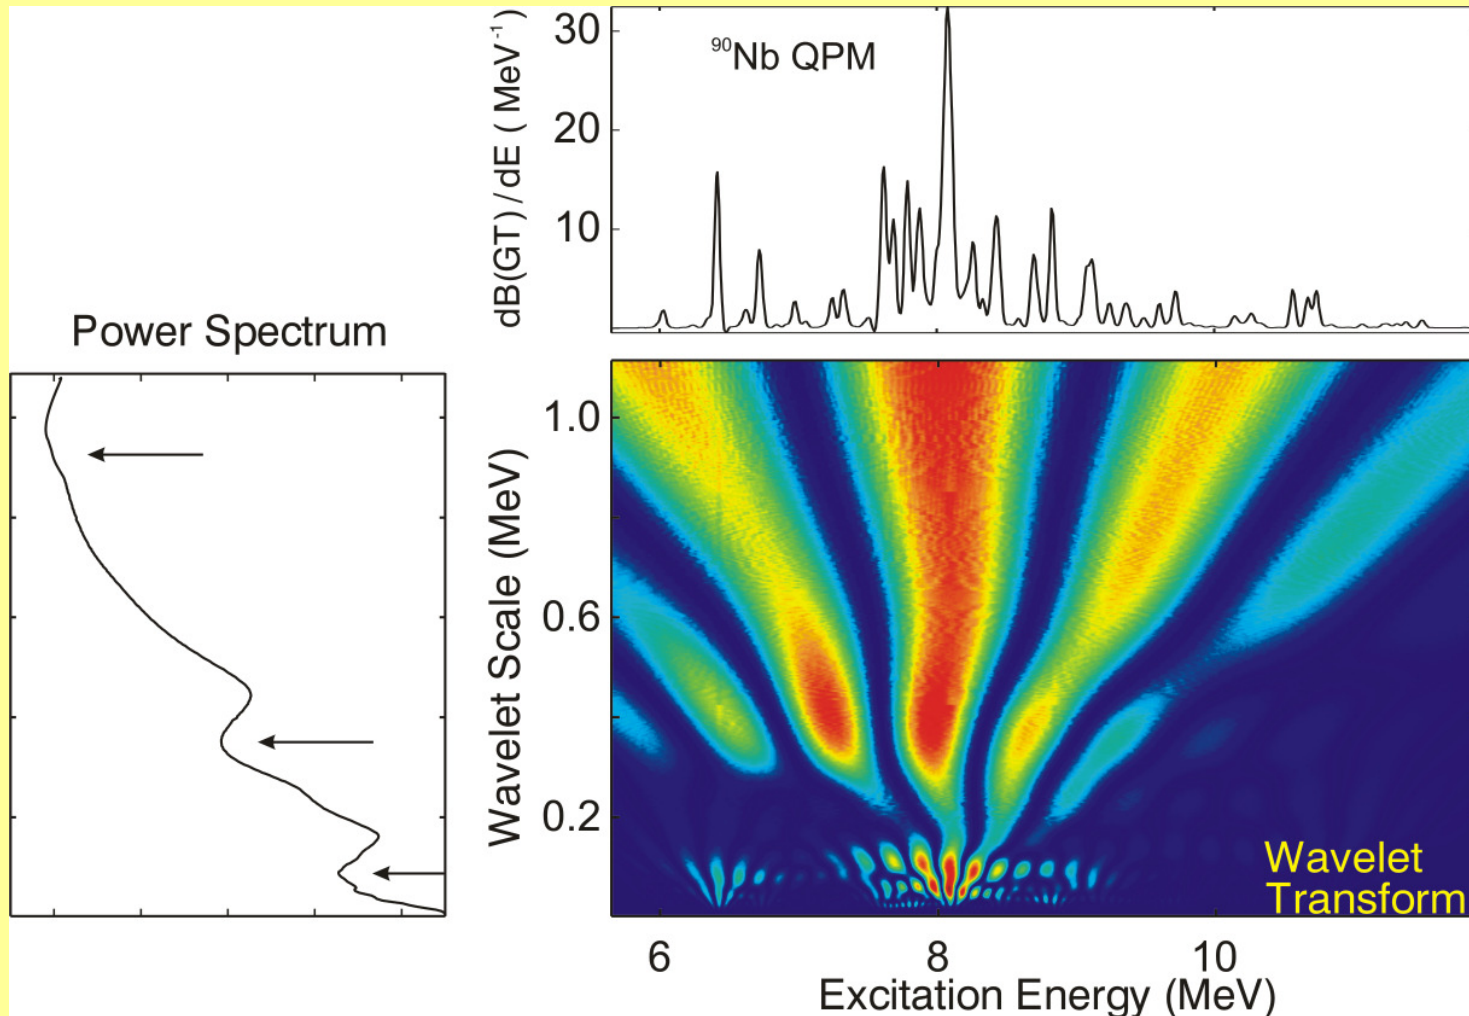 30
⁹⁰Nb QPM
20
10
dB(GT) / dE ( MeV⁻¹)
Power Spectrum
1.0
0.6
0.2
Wavelet Scale (MeV)
Wavelet
Transform
6 8 10
Excitation Energy (MeV)